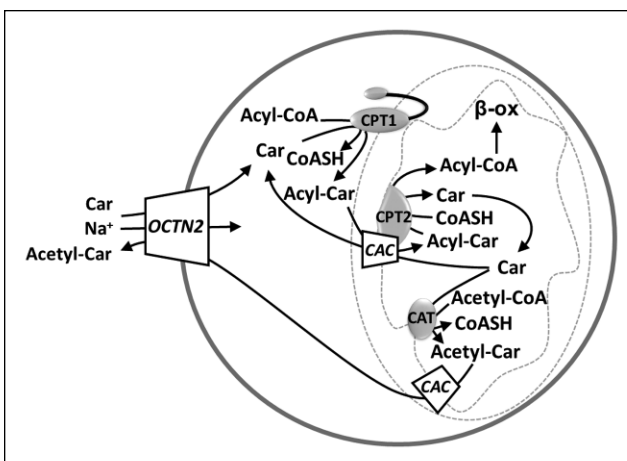 Acyl-CoA
CPT1
β-ox
Car
CoASH
Acyl-CoA
Acyl-Car
Car
CPT2
CoASH
Car
Na⁺
Acetyl-Car
OCTN2
CAC
Acyl-Car
Car
Acetyl-CoA
CAT
CoASH
Acetyl-Car
CAC